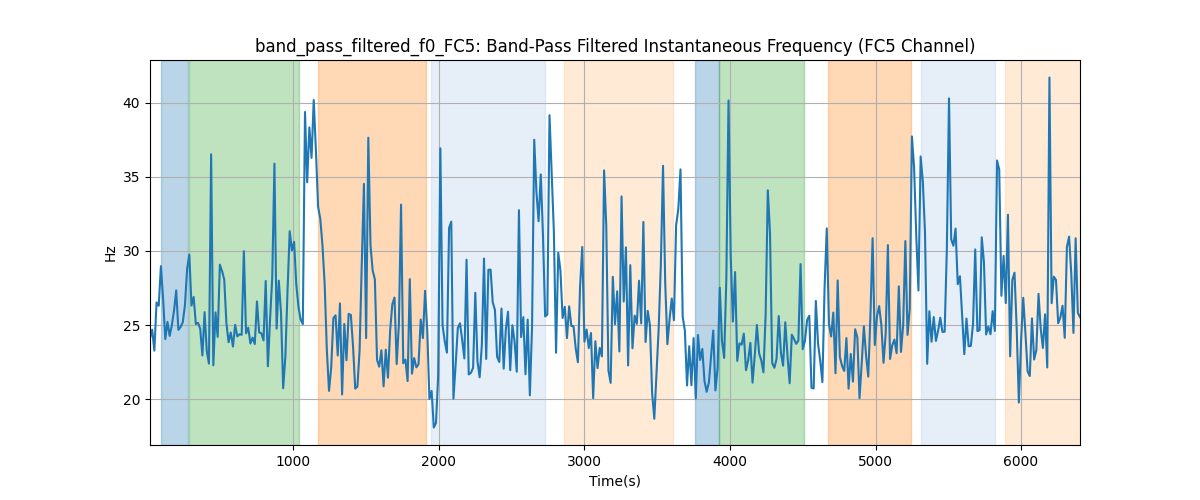 band_pass_filtered_f0_FC5: Band-Pass Filtered Instantaneous Frequency (FC5 Channel)
40
35
30
25
20
Hz
1000 2000 3000 4000 5000 6000
Time(s)